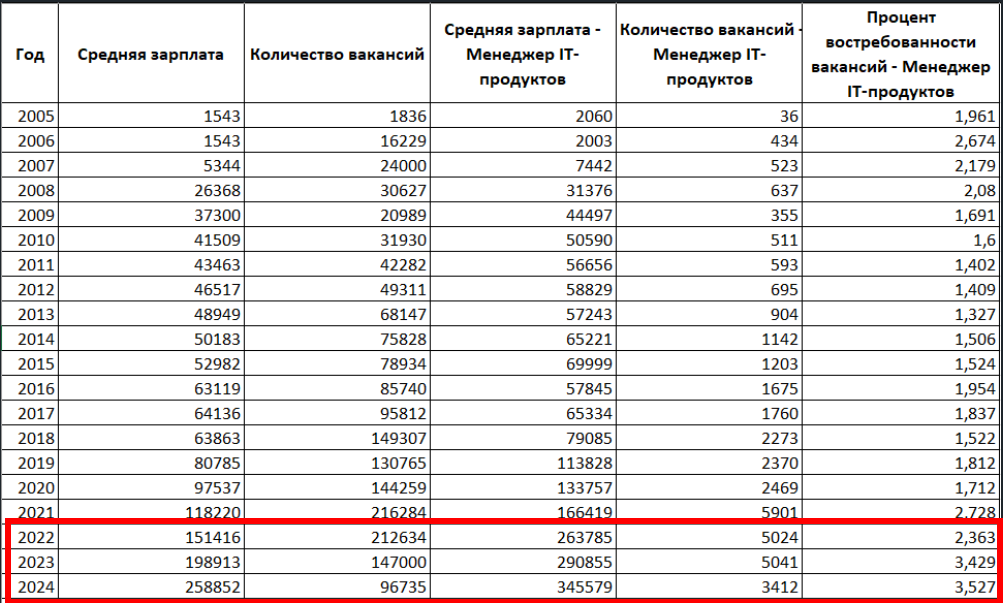 Год Средняя зарплата Количество вакансий Средняя зарплата - Менеджер IT-продуктов Количество вакансий - Менеджер IT-продуктов Процент востребованности вакансий - Менеджер IT-продуктов
2005 1543 1836 2060 36 1,961
2006 1543 16229 2003 434 2,674
2007 5344 24000 7442 523 2,179
2008 26368 30627 31376 637 2,08
2009 37300 20989 44497 355 1,691
2010 41509 31930 50590 511 1,6
2011 43463 42282 56656 593 1,402
2012 46517 49311 58829 695 1,409
2013 48949 68147 57243 904 1,327
2014 50183 75828 65221 1142 1,506
2015 52982 78934 69999 1203 1,524
2016 63119 85740 57845 1675 1,954
2017 64136 95812 65334 1760 1,837
2018 63863 149307 79085 2273 1,522
2019 80785 130765 113828 2370 1,812
2020 97537 144259 133757 2469 1,712
2021 118220 216284 166419 5901 2,728
2022 151416 212634 263785 5024 2,363
2023 198913 147000 290855 5041 3,429
2024 258852 96735 345579 3412 3,527